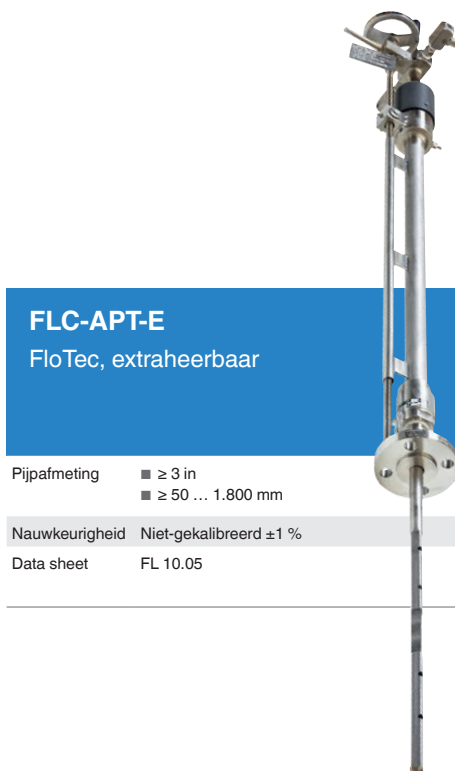 FLC-APT-E
FloTec, extraheerbaar
Pijpafmeting ■ ≥ 3 in
■ ≥ 50 … 1.800 mm
Nauwkeurigheid Niet-gekalibreerd ±1 %
Data sheet FL 10.05